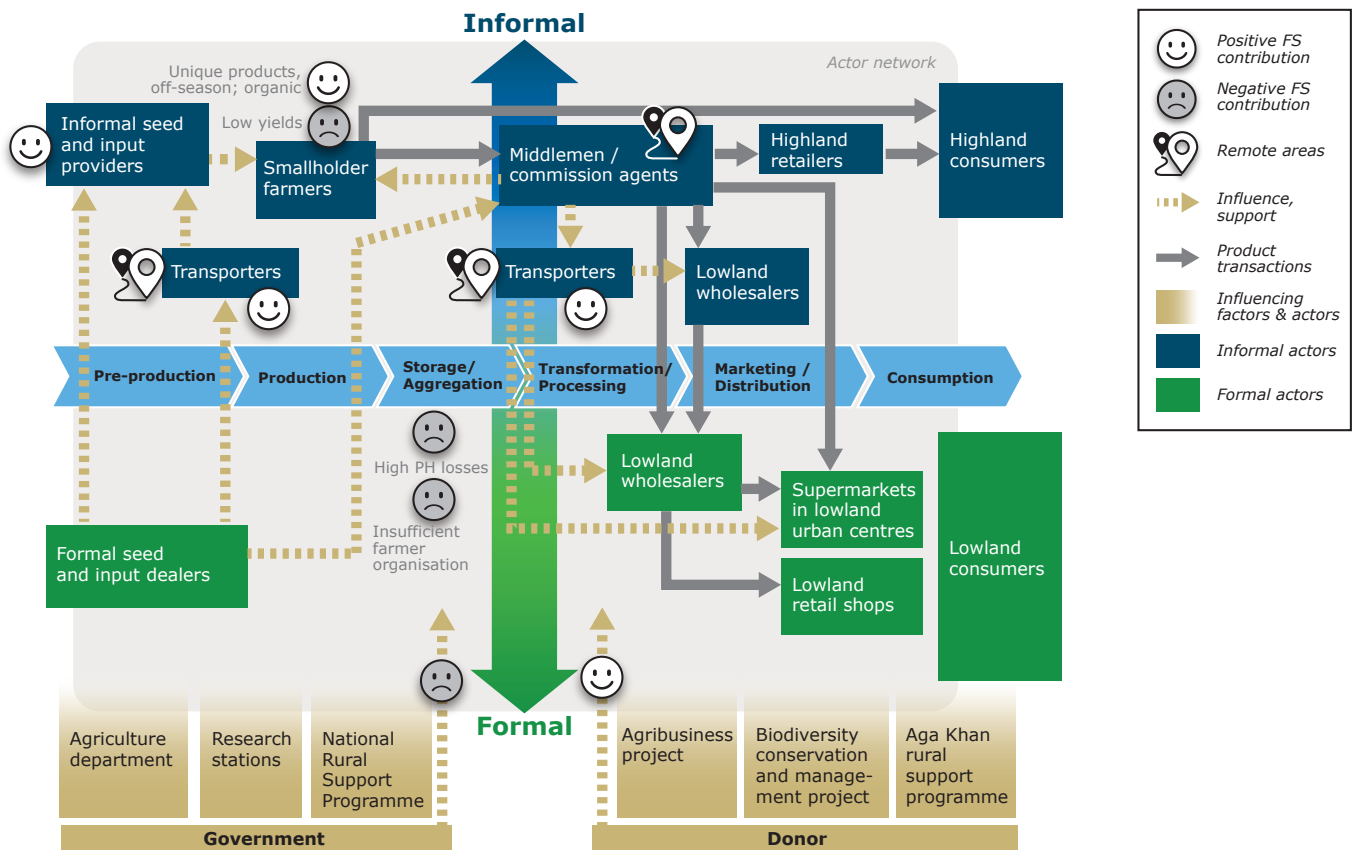 Informal
Actor network
Unique products,
off-season; organic
Low yields
Informal seed
and input
providers
Smallholder
farmers
Middlemen /
commission agents
Highland
retailers
Highland
consumers
Transporters
Transporters
Lowland
wholesalers
Pre-production
Production
Storage/
Aggregation
Transformation/
Processing
Marketing /
Distribution
Consumption
High PH losses
Insufficient
farmer
organisation
Lowland
wholesalers
Supermarkets
in lowland
urban centres
Lowland
retail shops
Lowland
consumers
Formal seed
and input dealers
Formal
Agriculture
department
Research
stations
National
Rural
Support
Programme
Agribusiness
project
Biodiversity
conservation
and manage-
ment project
Aga Khan
rural
support
programme
Government
Donor
Positive FS
contribution
Negative FS
contribution
Remote areas
Influence,
support
Product
transactions
Influencing
factors & actors
Informal actors
Formal actors